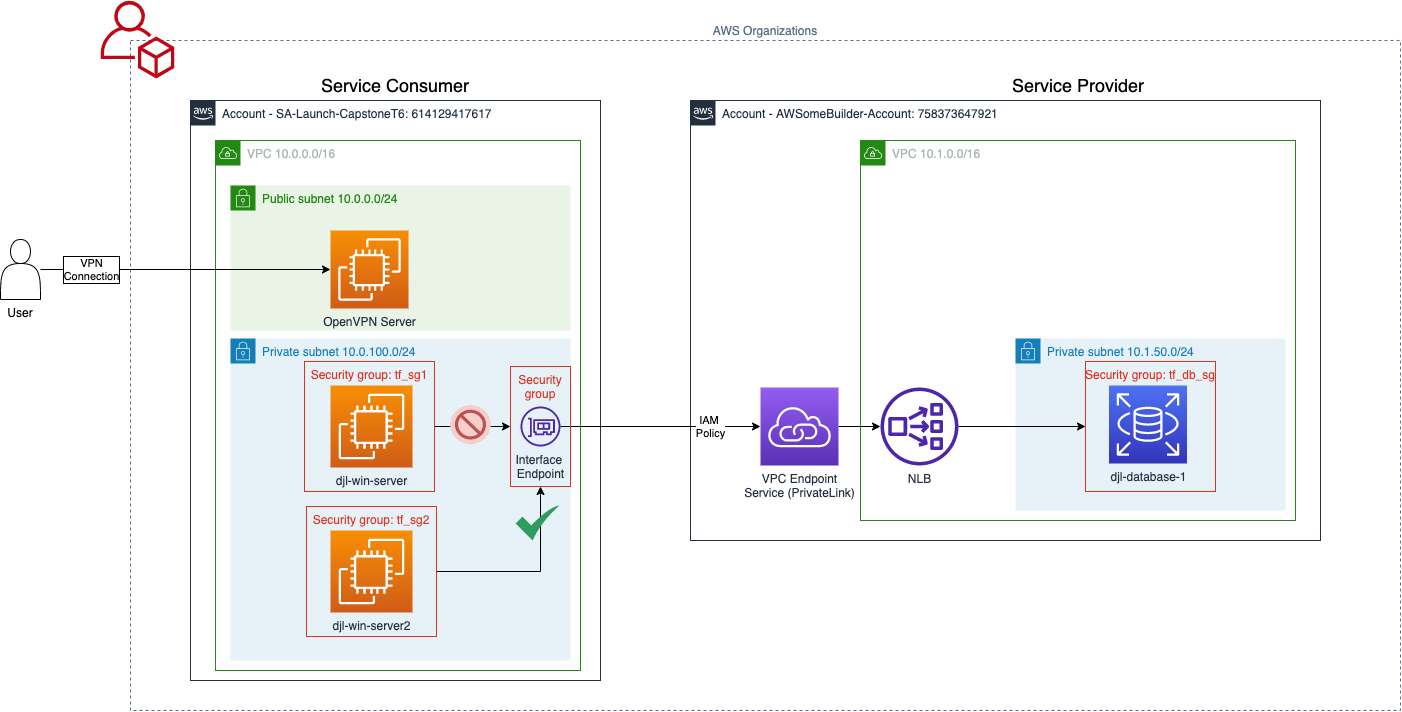 AWS Organizations
Service Consumer
Service Provider
aws
Account - SA-Launch-CapstoneT6: 614129417617
aws
Account - AWSomeBuilder-Account: 758373647921
VPC 10.0.0.0/16
VPC 10.1.0.0/16
Public subnet 10.0.0.0/24
VPN
Connection
User
OpenVPN Server
Private subnet 10.0.100.0/24
Security group: tf_sg1
djl-win-server
Security
group
Interface
Endpoint
Security group: tf_sg2
djl-win-server2
IAM
Policy
VPC Endpoint
Service (PrivateLink)
NLB
Private subnet 10.1.50.0/24
Security group: tf_db_sg
djl-database-1